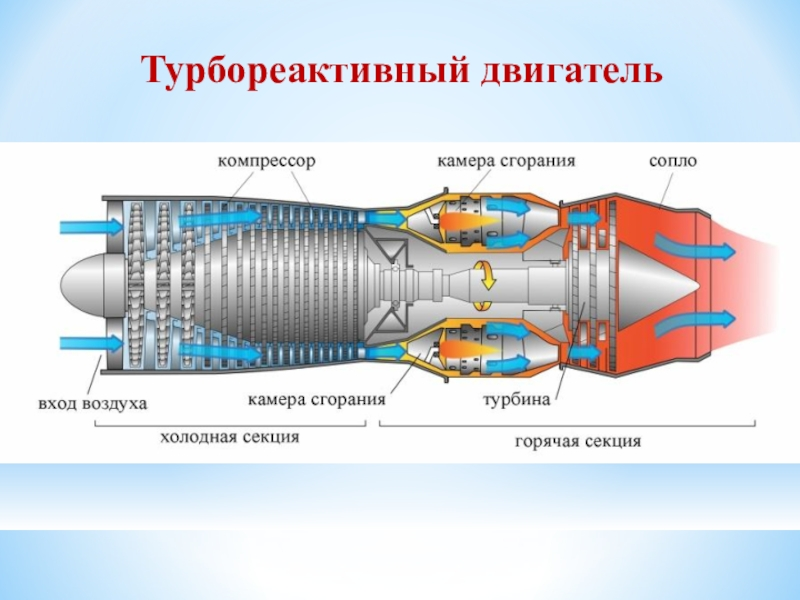 Турбореактивный двигатель
компрессор
камера сгорания
сопло
вход воздуха
камера сгорания
турбина
холодная секция
горячая секция